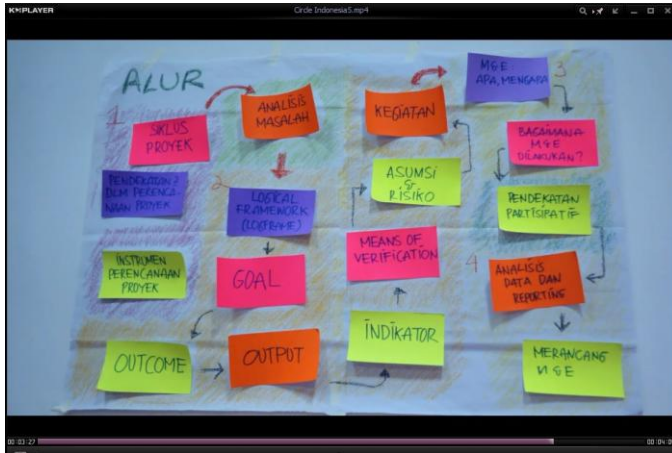 KMPLAYER
Circle Indonesia5.mp4
ALUR
1
SIKLUS
PROYEK
PENDEKATAN2
DLM PERENCA-
NAAN PROYEK
INSTRUMEN
PERENCANAAN
PROYEK
ANALISIS
MASALAH
2
LOGICAL
FRAMEWORK
(LOGFRAME)
GOAL
OUTCOME
OUTPUT
INDIKATOR
MEANS OF
VERIFICATION
ASUMSI
&
RISIKO
KEGIATAN
3
M&E :
APA, MENGAPA
BAGAIMANA
M&E
DILAKUKAN?
PENDEKATAN
PARTISIPATIF
4
ANALISIS
DATA DAN
REPORTING
MERANCANG
M & E
00:03:27